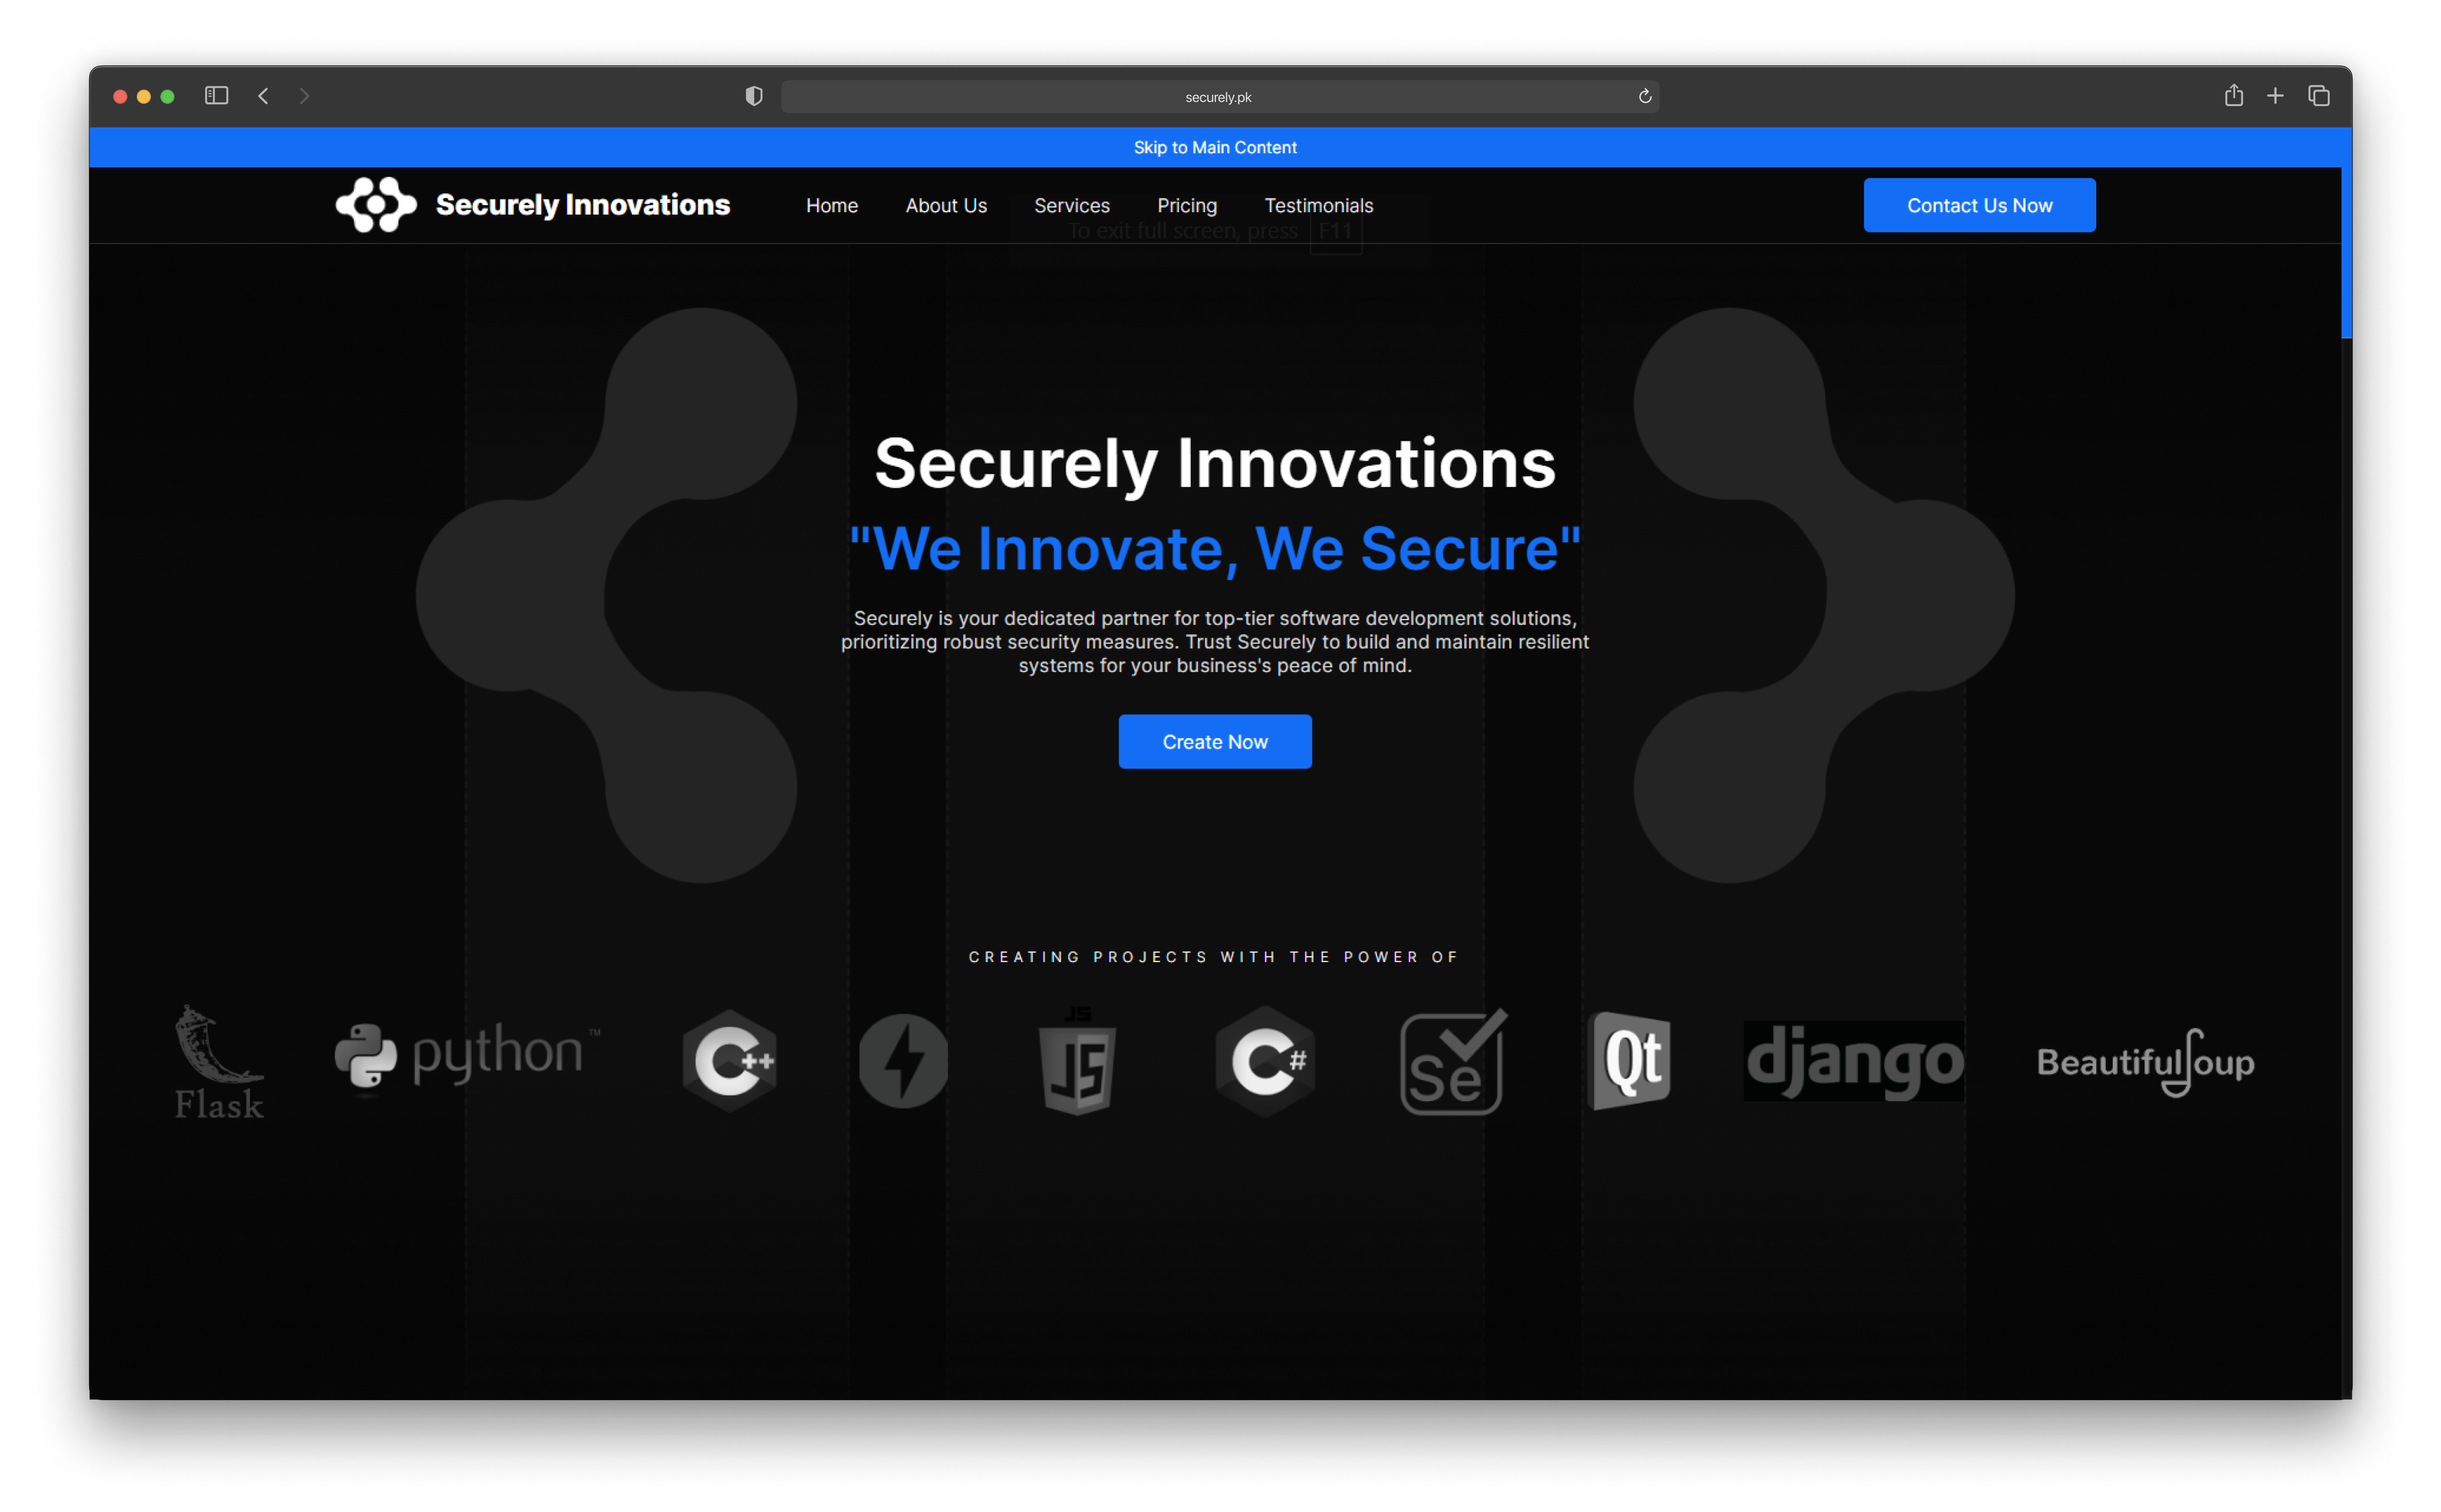 securely.pk
Skip to Main Content
Securely Innovations
Home
About Us
Services
Pricing
Testimonials
Contact Us Now
To exit full screen, press F11
Securely Innovations
"We Innovate, We Secure"
Securely is your dedicated partner for top-tier software development solutions,
prioritizing robust security measures. Trust Securely to build and maintain resilient
systems for your business's peace of mind.
Create Now
CREATING PROJECTS WITH THE POWER OF
Flask
python™
C++
JS
JS
C#
Se
Qt
django
BeautifulSoup